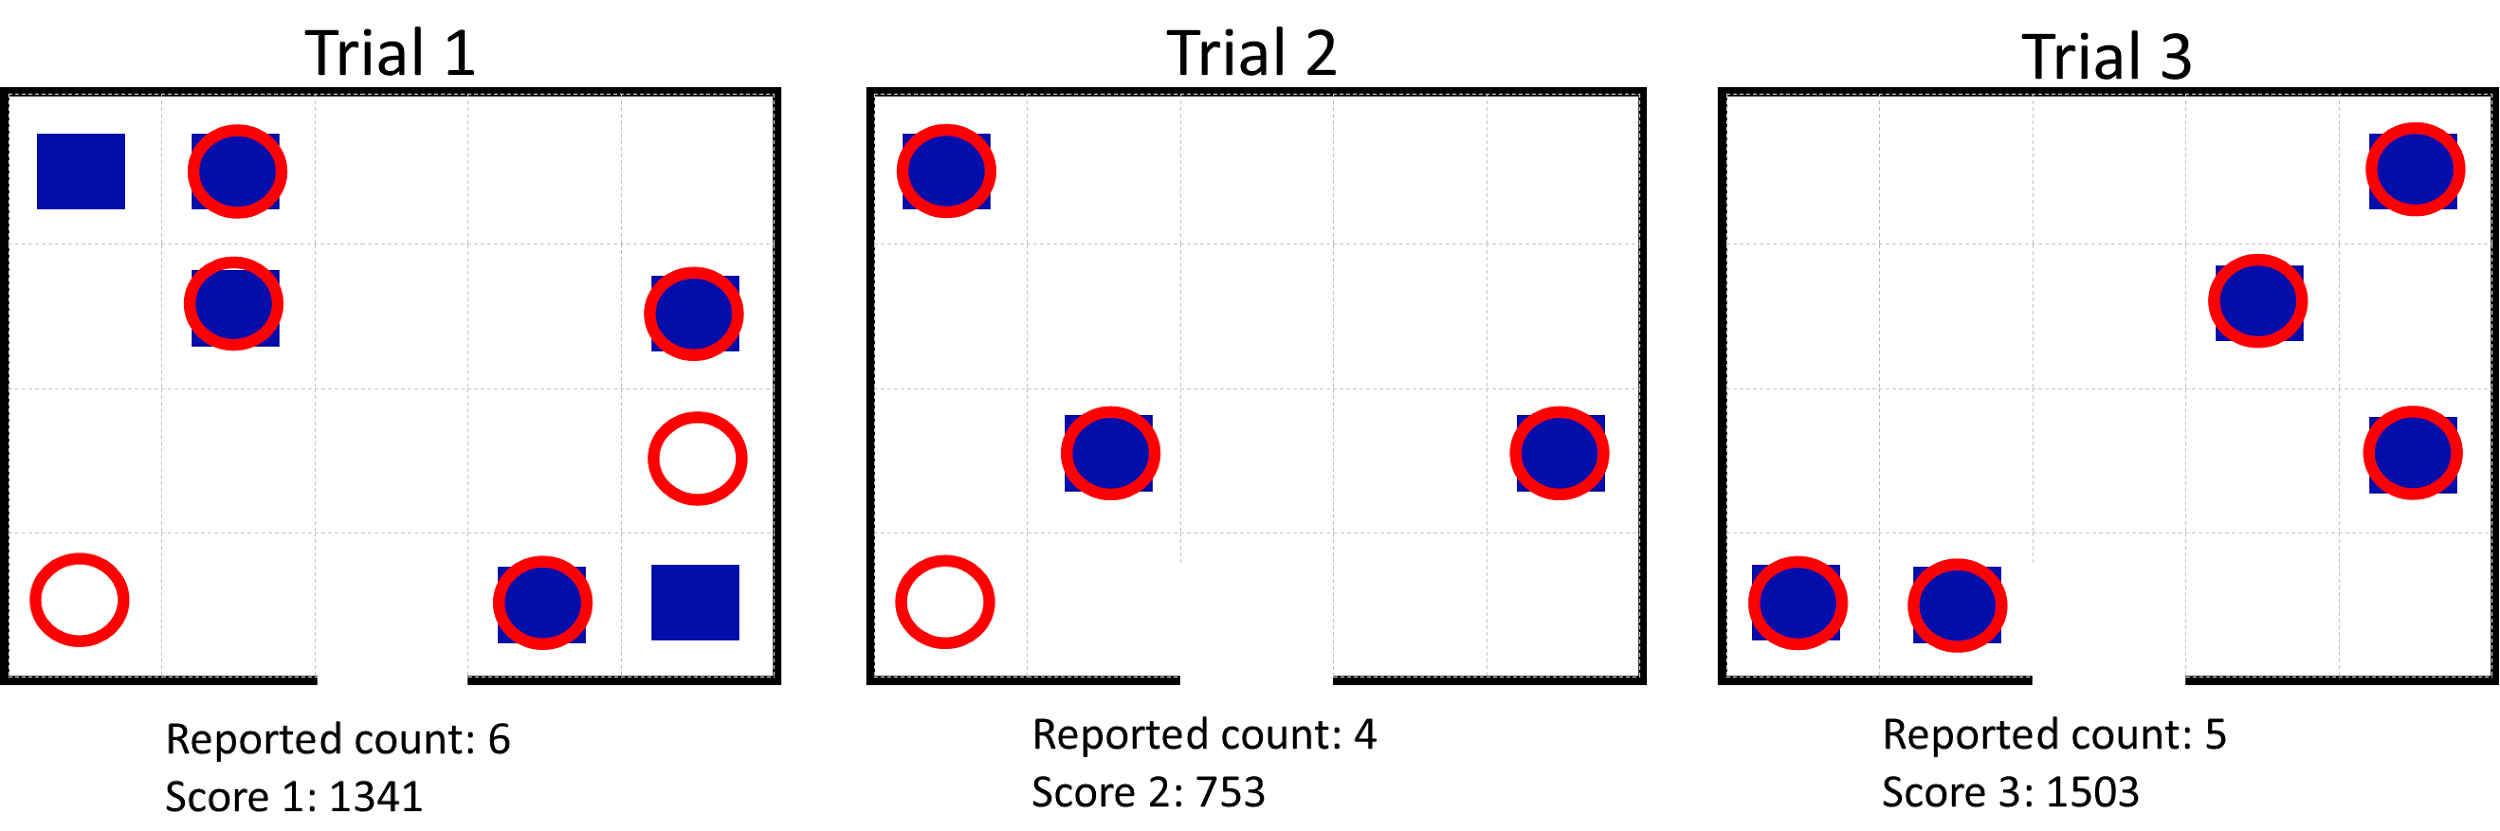 Trial 1
Trial 2
Trial 3
Reported count: 6
Score 1: 1341
Reported count: 4
Score 2: 753
Reported count: 5
Score 3: 1503